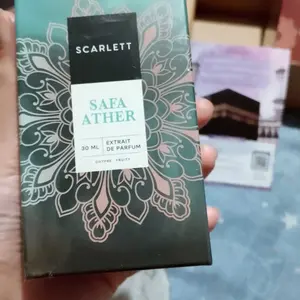 SCARLETT
SAFA
ATHER
30 ML
EXTRAIT
DE PARFUM